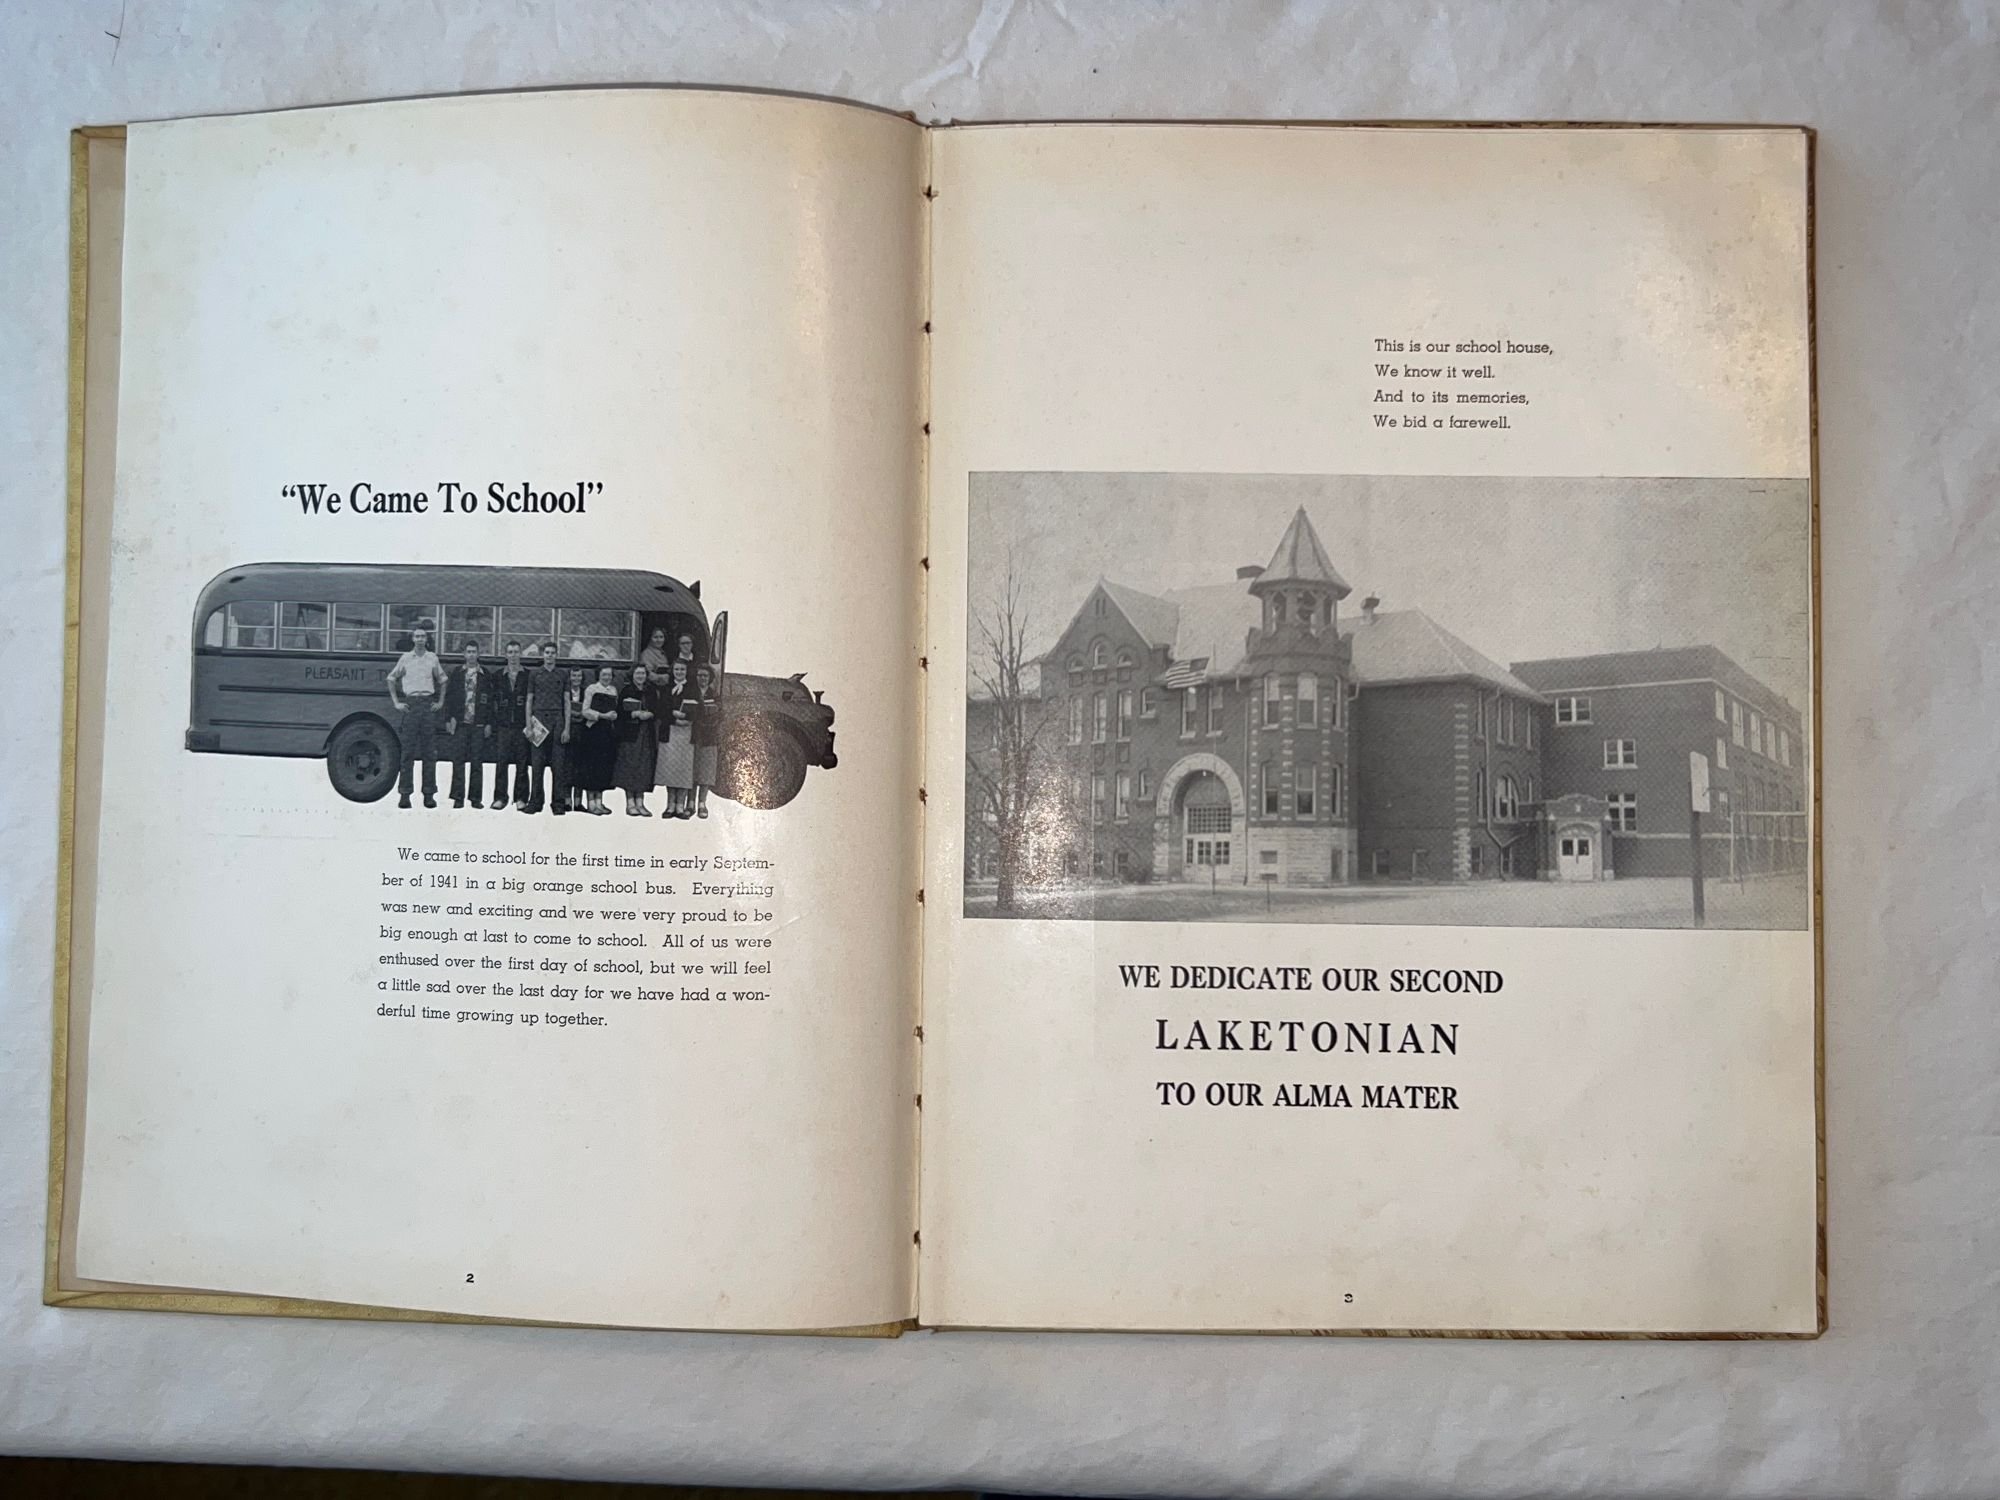 “We Came To School”
PLEASANT
We came to school for the first time in early Septem-
ber of 1941 in a big orange school bus. Everything
was new and exciting and we were very proud to be
big enough at last to come to school. All of us were
enthused over the first day of school, but we will feel
a little sad over the last day for we have had a won-
derful time growing up together.
2
This is our school house,
We know it well.
And to its memories,
We bid a farewell.
WE DEDICATE OUR SECOND
LAKETONIAN
TO OUR ALMA MATER
3